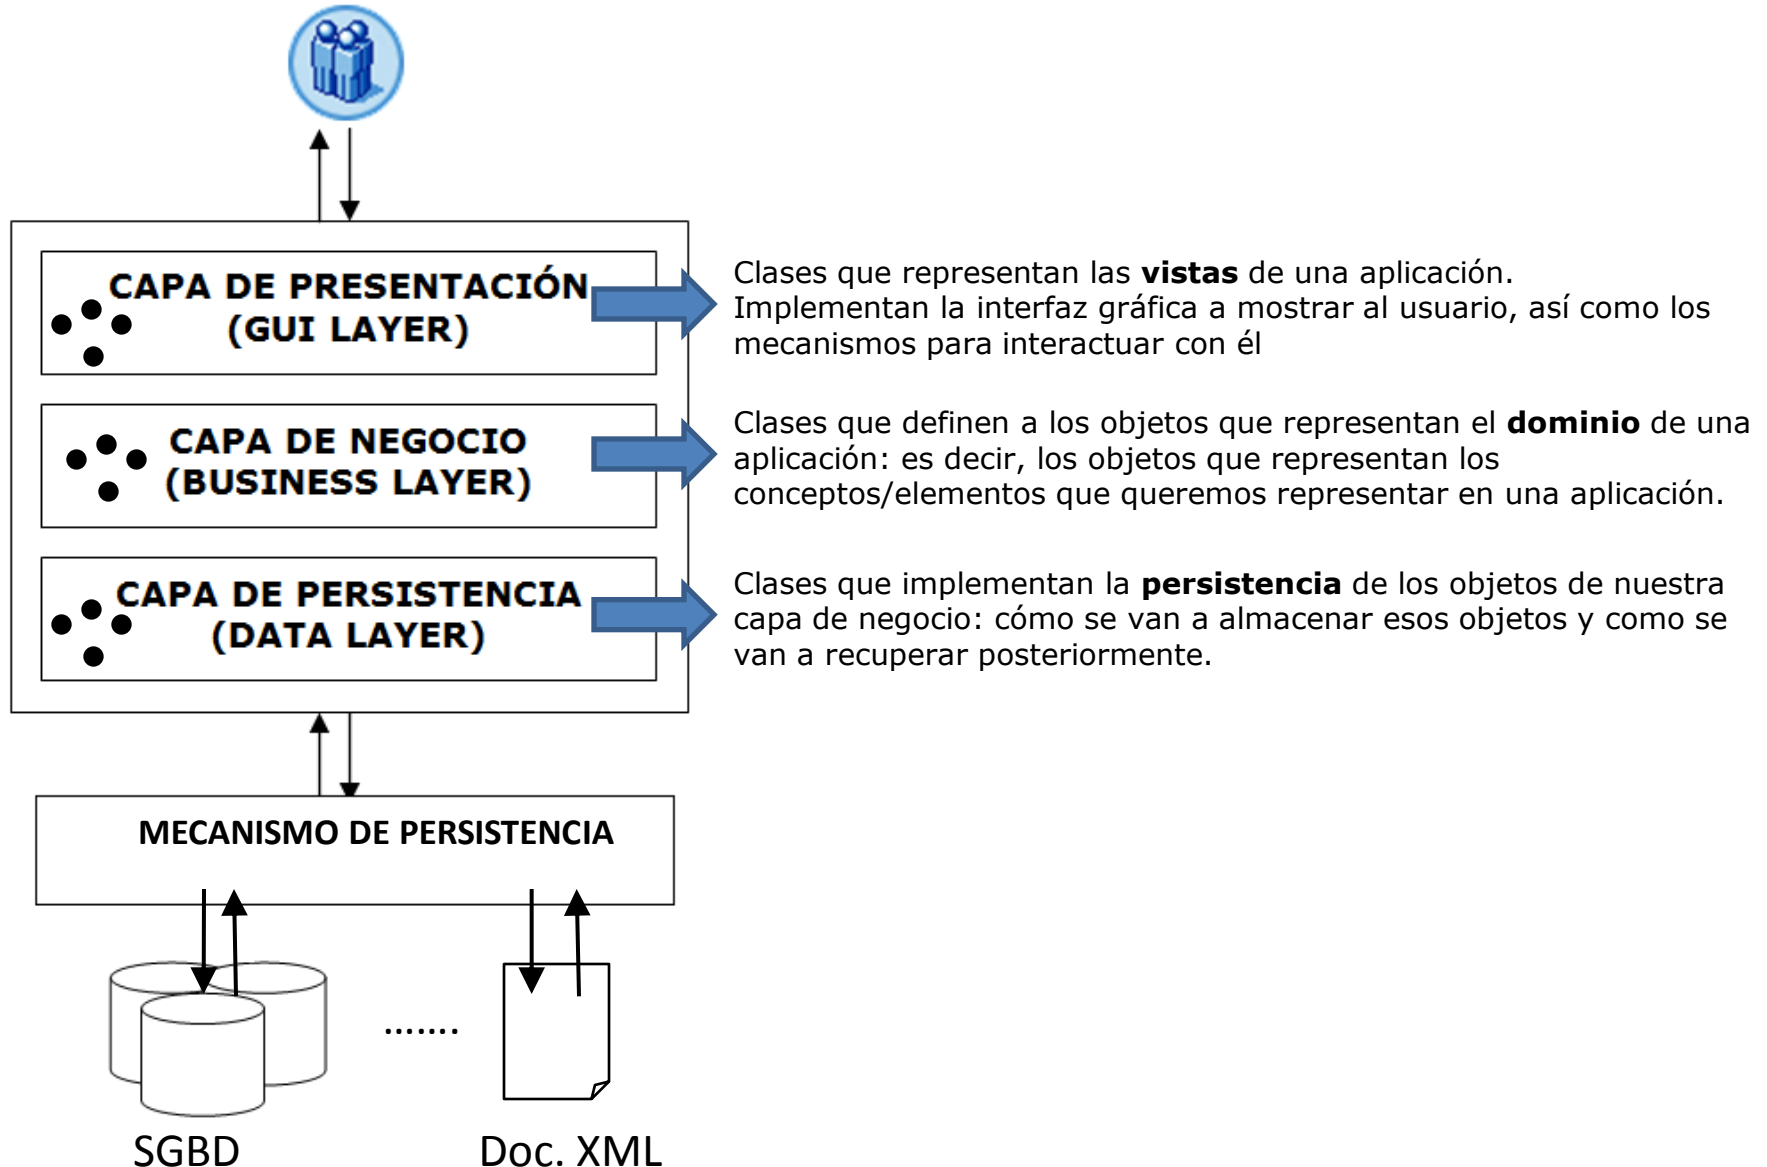 CAPA DE PRESENTACIÓN
(GUI LAYER)
Clases que representan las vistas de una aplicación.
Implementan la interfaz gráfica a mostrar al usuario, así como los
mecanismos para interactuar con él
CAPA DE NEGOCIO
(BUSINESS LAYER)
Clases que definen a los objetos que representan el dominio de una
aplicación: es decir, los objetos que representan los
conceptos/elementos que queremos representar en una aplicación.
CAPA DE PERSISTENCIA
(DATA LAYER)
Clases que implementan la persistencia de los objetos de nuestra
capa de negocio: cómo se van a almacenar esos objetos y como se
van a recuperar posteriormente.
MECANISMO DE PERSISTENCIA
.......
SGBD
Doc. XML